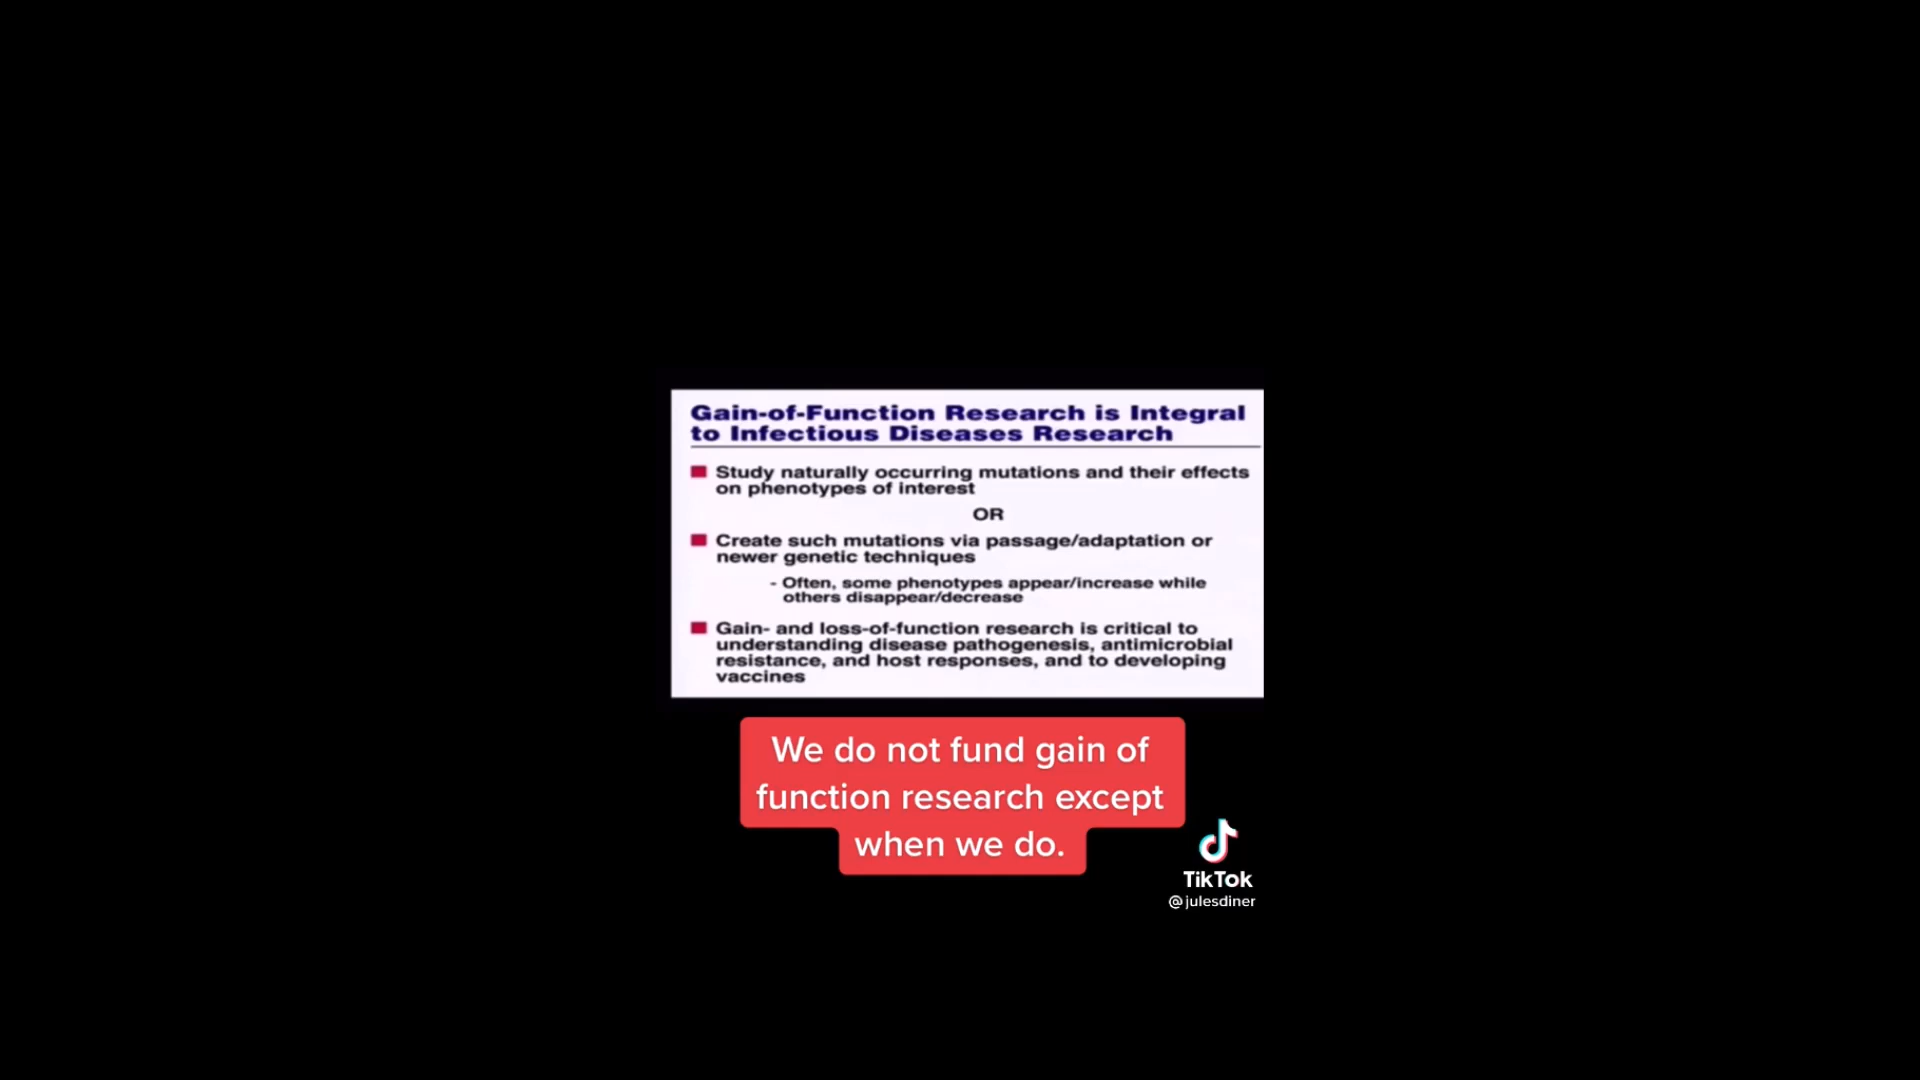 Gain-of-Function Research is Integral
to Infectious Diseases Research
Study naturally occurring mutations and their effects
on phenotypes of interest
OR
Create such mutations via passage/adaptation or
newer genetic techniques
- Often, some phenotypes appear/increase while
others disappear/decrease
Gain- and loss-of-function research is critical to
understanding disease pathogenesis, antimicrobial
resistance, and host responses, and to developing
vaccines
We do not fund gain of
function research except
when we do.
TikTok
@julesdiner